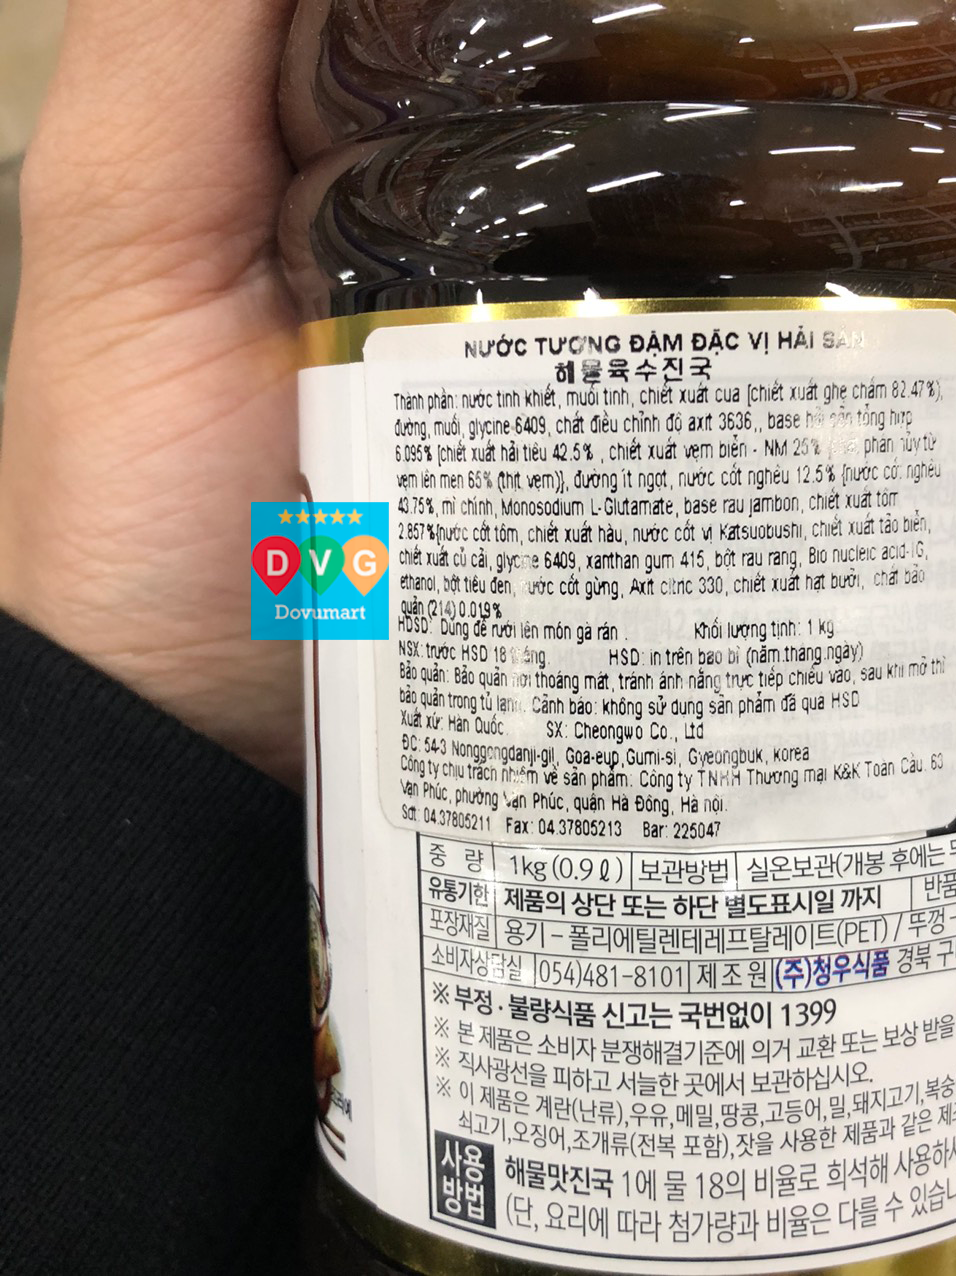 NƯỚC TƯƠNG ĐẬM ĐẶC VỊ HẢI SẢN
해물육수진국
Thành phần: nước tinh khiết, muối tinh, chiết xuất cua [chiết xuất ghẹ chấm 82.47%),
đường, muối, glycine 6409, chất điều chỉnh độ axit 3636,, base hải sản tổng hợp
6.095% [chiết xuất hải tiêu 42.5%, chiết xuất vẹm biển - NM 25% phân hủy từ
vẹm lên men 65% (thịt vẹm)}, đường ít ngọt, nước cốt nghêu 12.5% {nước cốt nghêu
43.75%, mì chính, Monosodium L-Glutamate, base rau jambon, chiết xuất tôm
2.857%{nước cốt tôm, chiết xuất hàu, nước cốt vị Katsuobushi, chiết xuất tảo biển,
chiết xuất củ cải, glycine 6409, xanthan gum 415, bột rau rang, Bio nucleic acid-IG,
ethanol, bột tiêu đen, nước cốt gừng, Axit citric 330, chiết xuất hạt bưởi, chất bảo
quản (214) 0.019%
HDSD: Dùng để rưới lên món gà rán . Khối lượng tịnh: 1 kg
NSX: trước HSD 18 tháng. HSD: in trên bao bì (năm.tháng.ngày)
Bảo quản: Bảo quản nơi thoáng mát, tránh ánh nắng trực tiếp chiếu vào, sau khi mở thì
bảo quản trong tủ lạnh. Cảnh báo: không sử dụng sản phẩm đã quá HSD
Xuất xứ: Hàn Quốc SX: Cheongwo Co., Ltd
ĐC: 54-3 Nonggongdanji-gil, Goa-eup, Gumi-si, Gyeongbuk, korea
Công ty chịu trách nhiệm về sản phẩm: Công ty TNHH Thương mại K&K Toàn Cầu. 63
Vạn Phúc, phường Vạn Phúc, quận Hà Đông, Hà nội.
Sđt: 04.37805211 Fax: 04.37805213 Bar: 225047
DVG
Dovumart
중 량 1kg (0.9ℓ) 보관방법 실온보관(개봉 후에는
유통기한 제품의 상단 또는 하단 별도표시일 까지 반품
포장재질 용기 – 폴리에틸렌테레프탈레이트(PET) / 뚜껑 -
소비자상담실 054)481-8101 제조원 (주)청우식품 경북 구
※ 부정·불량식품 신고는 국번없이 1399
※ 본 제품은 소비자 분쟁해결기준에 의거 교환 또는 보상 받을
※ 직사광선을 피하고 서늘한 곳에서 보관하십시오.
※ 이 제품은 계란(난류),우유,메밀,땅콩,고등어,밀,돼지고기,복숭
쇠고기,오징어,조개류(전복 포함),잣을 사용한 제품과 같은 제
사용방법 해물맛진국 1에 물 18의 비율로 희석해 사용하
(단, 요리에 따라 첨가량과 비율은 다를 수 있습니